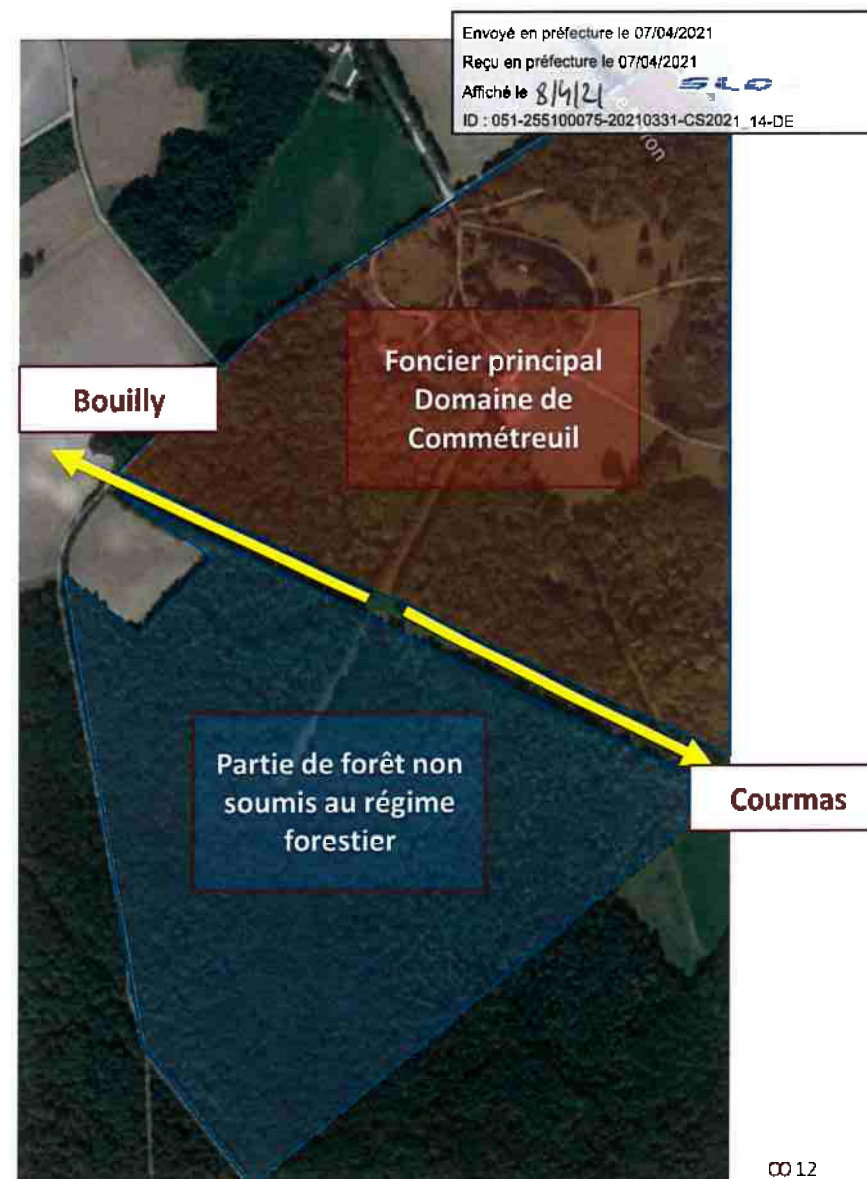 Envoyé en préfecture le 07/04/2021
Reçu en préfecture le 07/04/2021
Affiché le 8/4/21
SLO
ID : 051-255100075-20210331-CS2021_14-DE
Foncier principal
Domaine de
Commétreuil
Bouilly
Partie de forêt non
soumis au régime
forestier
Courmas
12